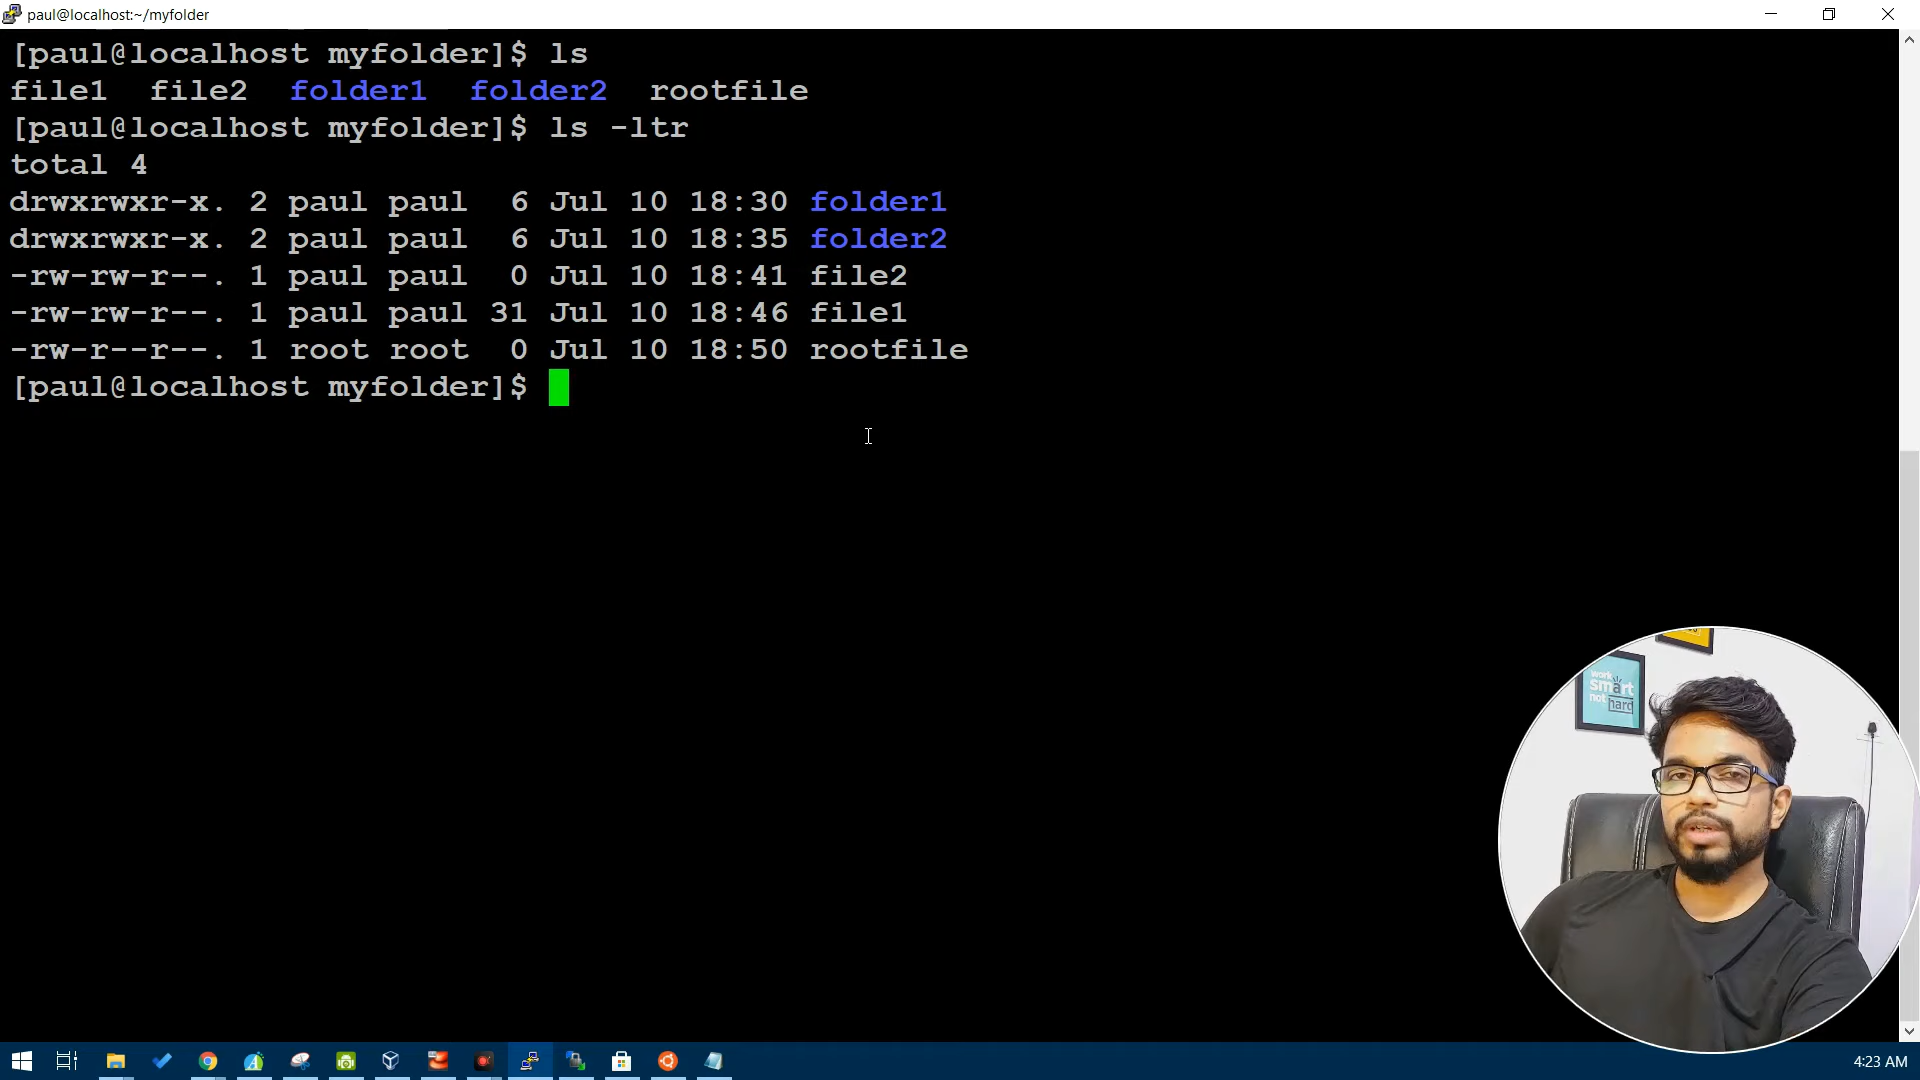 paul@localhost:~/myfolder
[paul@localhost myfolder]$ ls
file1 file2 folder1 folder2 rootfile
[paul@localhost myfolder]$ ls -ltr
total 4
drwxrwxr-x. 2 paul paul 6 Jul 10 18:30 folder1
drwxrwxr-x. 2 paul paul 6 Jul 10 18:35 folder2
-rw-rw-r--. 1 paul paul 0 Jul 10 18:41 file2
-rw-rw-r--. 1 paul paul 31 Jul 10 18:46 file1
-rw-r--r--. 1 root root 0 Jul 10 18:50 rootfile
[paul@localhost myfolder]$
work
smart
not hard
4:23 AM